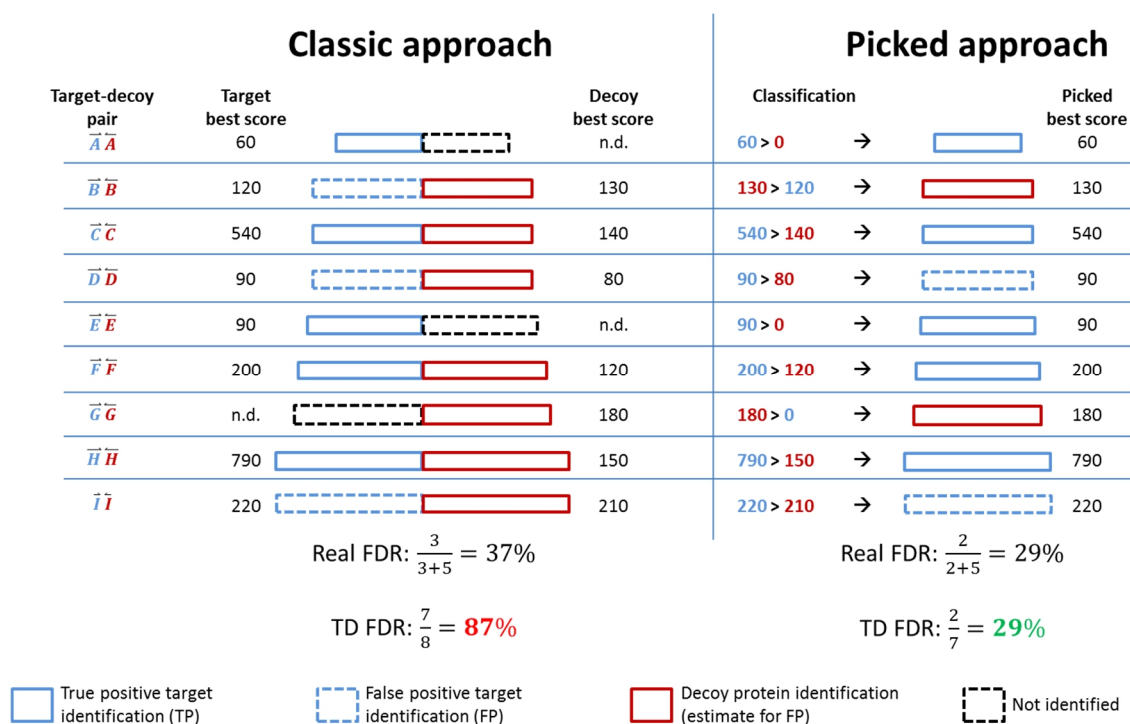 Classic approach
Picked approach
Target-decoy pair Target best score Decoy best score Classification Picked best score
A A 60 n.d. 60 > 0 → 60
B B 120 130 130 > 120 → 130
C C 540 140 540 > 140 → 540
D D 90 80 90 > 80 → 90
E E 90 n.d. 90 > 0 → 90
F F 200 120 200 > 120 → 200
G G n.d. 180 180 > 0 → 180
H H 790 150 790 > 150 → 790
I I 220 210 220 > 210 → 220
Real FDR: 3/(3+5) = 37%
Real FDR: 2/(2+5) = 29%
TD FDR: 7/8 = 87%
TD FDR: 2/7 = 29%
True positive target
identification (TP)
False positive target
identification (FP)
Decoy protein identification
(estimate for FP)
Not identified